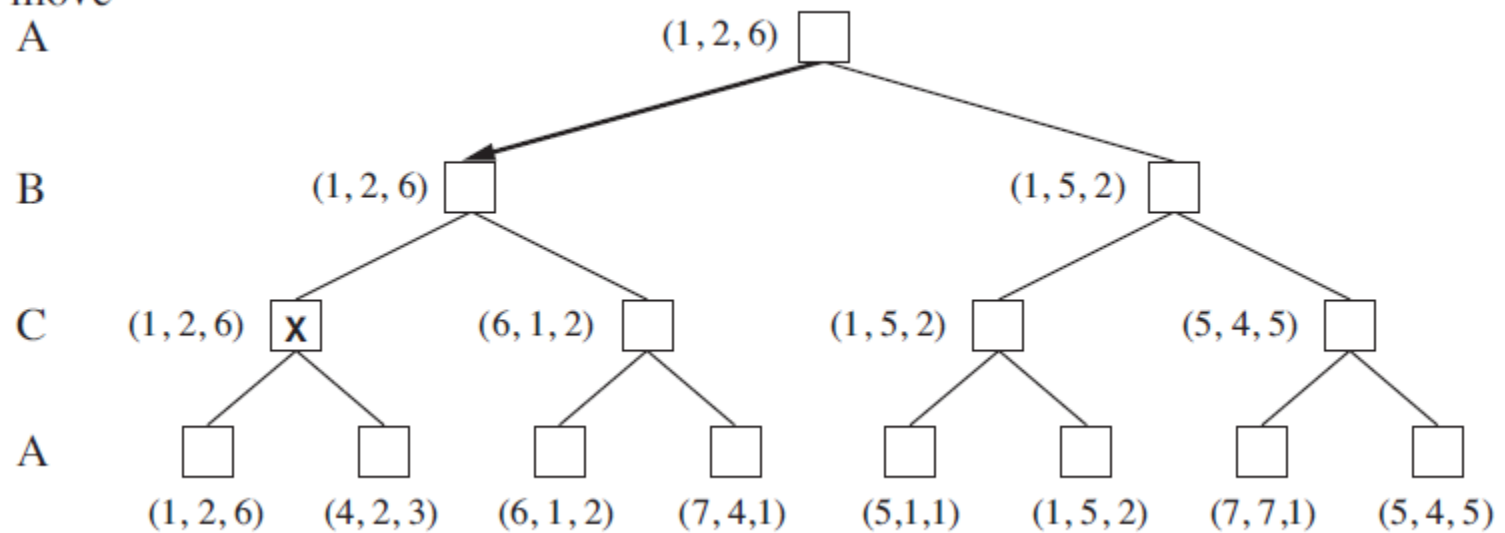 move
A (1, 2, 6)
B (1, 2, 6) (1, 5, 2)
C (1, 2, 6) X (6, 1, 2) (1, 5, 2) (5, 4, 5)
A
(1, 2, 6) (4, 2, 3) (6, 1, 2) (7, 4,1) (5,1,1) (1, 5, 2) (7, 7,1) (5, 4, 5)